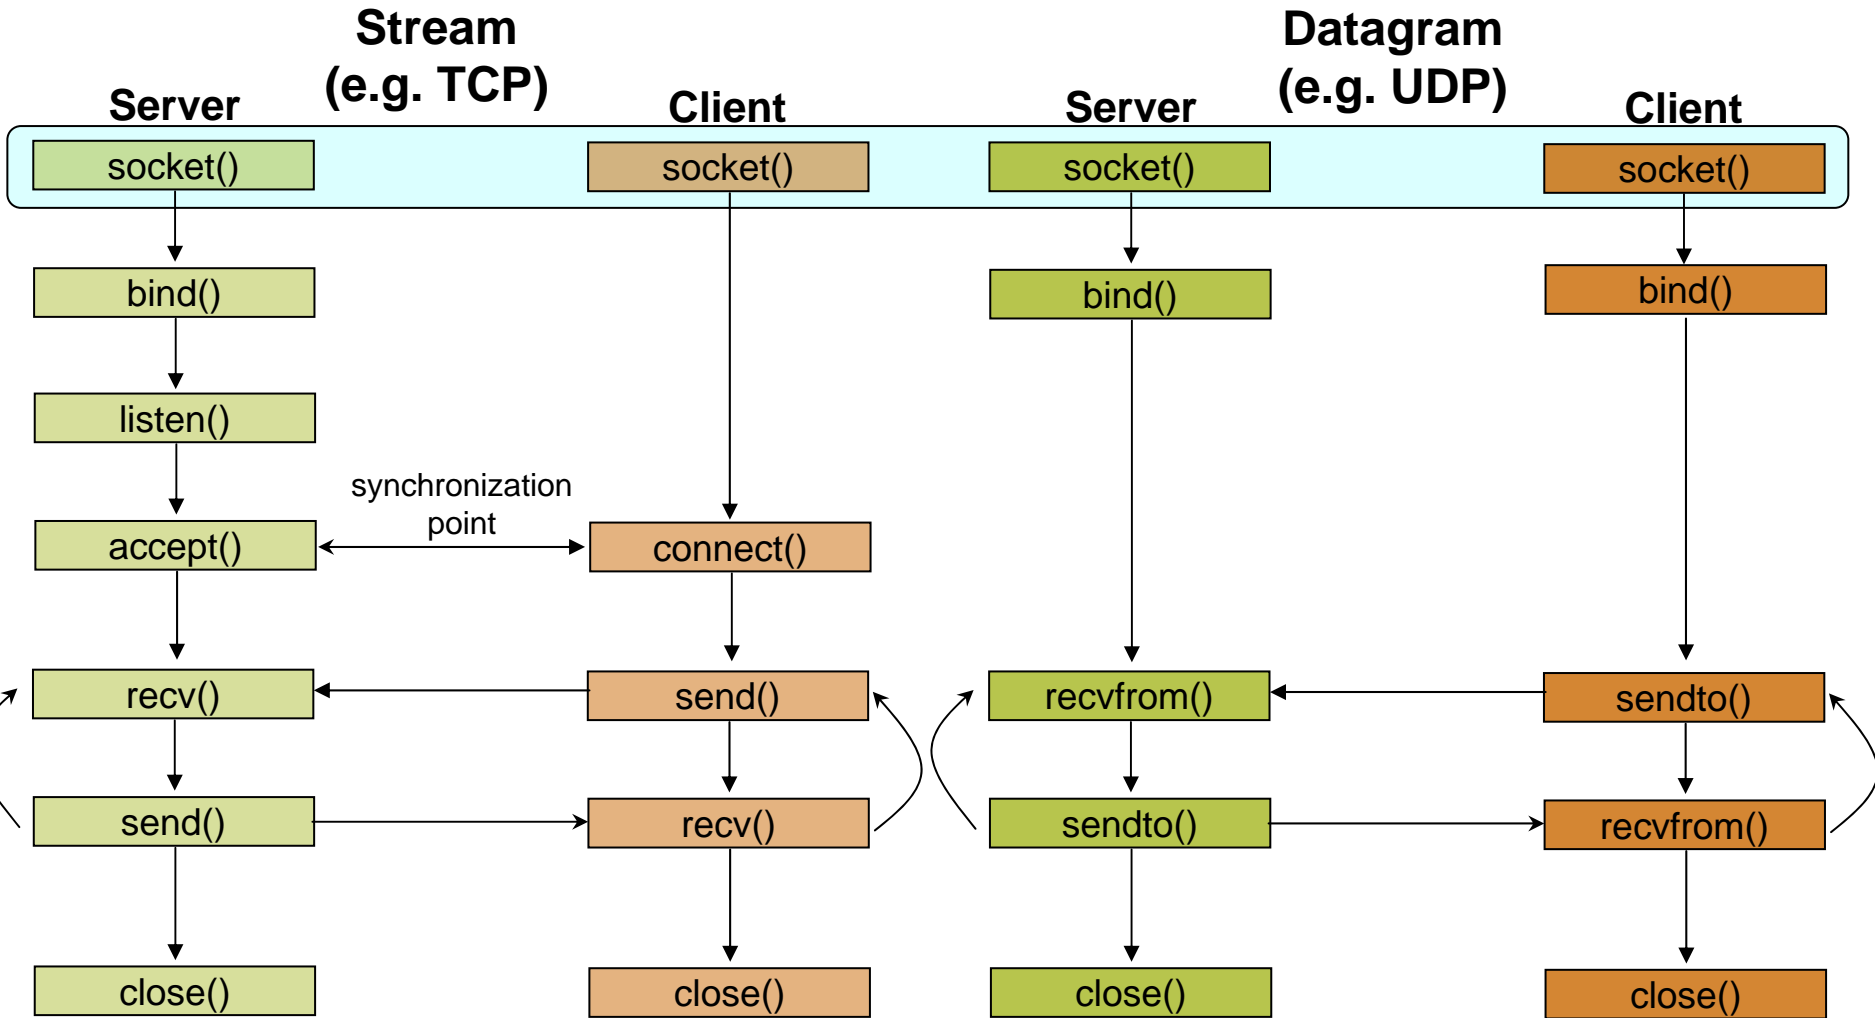 Stream
(e.g. TCP)
Datagram
(e.g. UDP)
Server
Client
Server
Client
socket()
socket()
socket()
socket()
bind()
bind()
bind()
listen()
synchronization
point
accept()
connect()
recv()
send()
recvfrom()
sendto()
send()
recv()
sendto()
recvfrom()
close()
close()
close()
close()